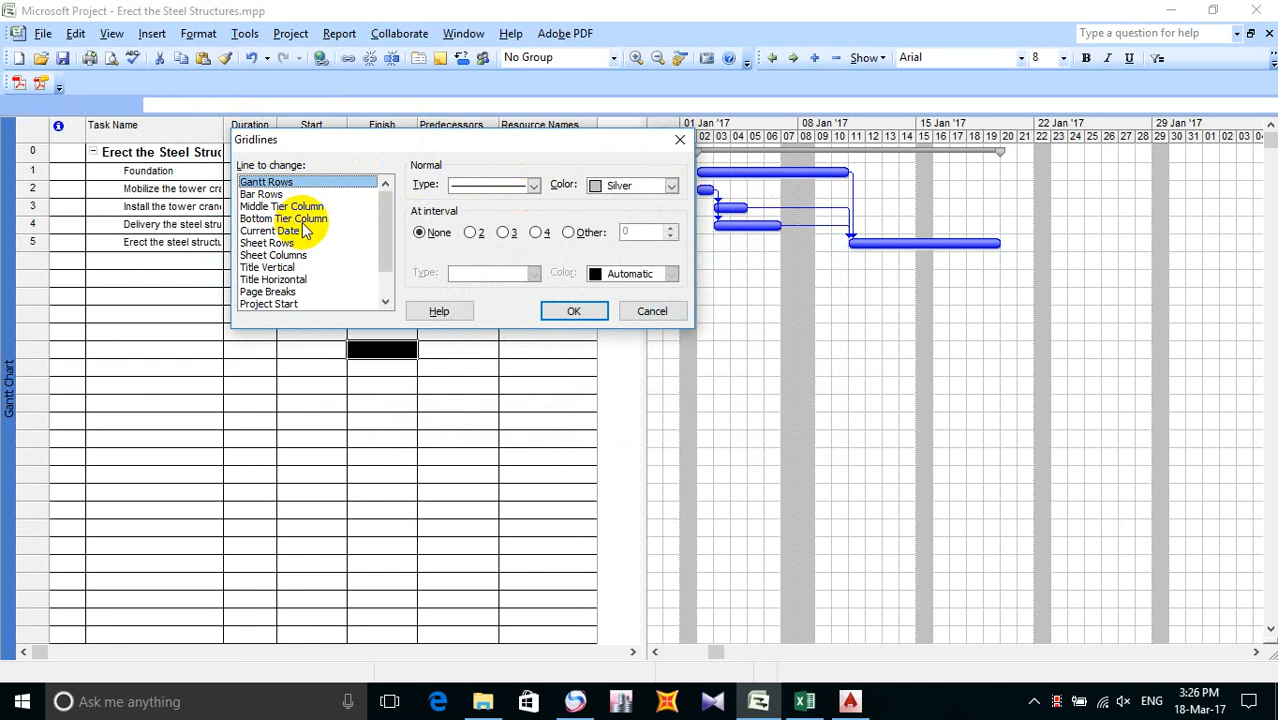 Microsoft Project - Erect the Steel Structures.mpp
File Edit View Insert Format Tools Project Report Collaborate Window Help Adobe PDF
Type a question for help
No Group
Show
Arial
8
B I U
Task Name Duration Start Finish Predecessors Resource Names
01 Jan '17 08 Jan '17 15 Jan '17 22 Jan '17 29 Jan '17
02 03 04 05 06 07 08 09 10 11 12 13 14 15 16 17 18 19 20 21 22 23 24 25 26 27 28 29 30 31 01 02 03 04
0 Erect the Steel Struc
1 Foundation
2 Mobilize the tower cra
3 Install the tower cran
4 Delivery the steel stru
5 Erect the steel structu
Gantt Chart
Gridlines
Line to change:
Gantt Rows
Bar Rows
Middle Tier Column
Bottom Tier Column
Current Date
Sheet Rows
Sheet Columns
Title Vertical
Title Horizontal
Page Breaks
Project Start
Normal
Type: Color: Silver
At interval
None 2 3 4 Other: 0
Type: Color: Automatic
Help OK Cancel
Ask me anything
ENG
3:26 PM
18-Mar-17